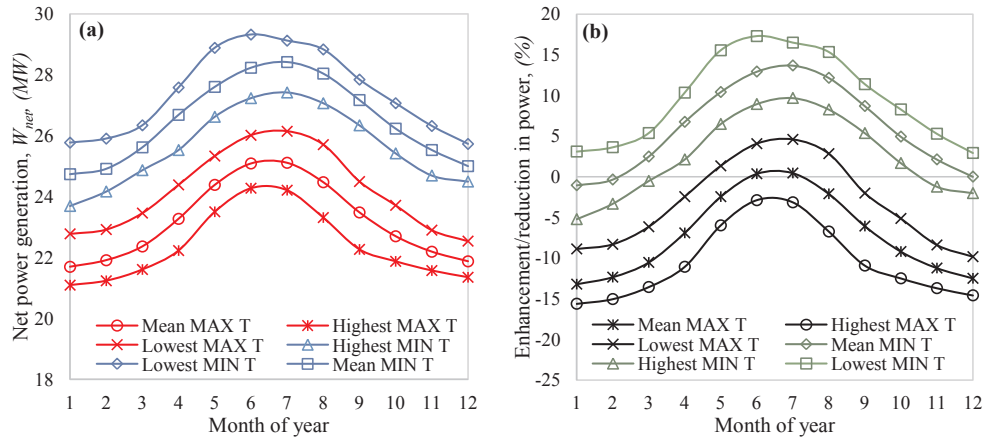 (a)
Net power generation, W_net, (MW)
30
28
26
24
22
20
18
Mean MAX T
Highest MAX T
Lowest MAX T
Highest MIN T
Lowest MIN T
Mean MIN T
1 2 3 4 5 6 7 8 9 10 11 12
Month of year
(b)
Enhancement/reduction in power, (%)
20
15
10
5
0
-5
-10
-15
-20
-25
Mean MAX T
Highest MAX T
Lowest MAX T
Mean MIN T
Highest MIN T
Lowest MIN T
1 2 3 4 5 6 7 8 9 10 11 12
Month of year